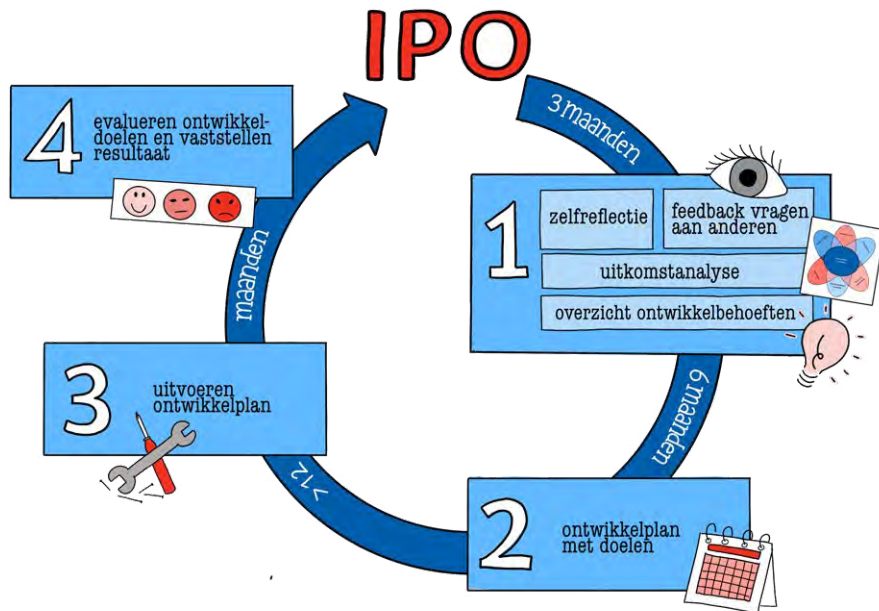 IPO
3 maanden
1
zelfreflectie
feedback vragen
aan anderen
uitkomstanalyse
overzicht ontwikkelbehoeften
6 maanden
2
ontwikkelplan
met doelen
>12
maanden
3
uitvoeren
ontwikkelplan
4
evalueren ontwikkel-
doelen en vaststellen
resultaat